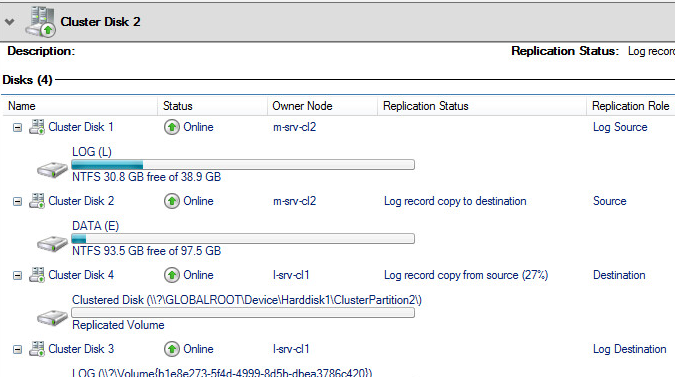 Cluster Disk 2
Description: Replication Status: Log record
Disks (4)
Name Status Owner Node Replication Status Replication Role
Cluster Disk 1 Online m-srv-cl2 Log Source
LOG (L)
NTFS 30.8 GB free of 38.9 GB
Cluster Disk 2 Online m-srv-cl2 Log record copy to destination Source
DATA (E)
NTFS 93.5 GB free of 97.5 GB
Cluster Disk 4 Online l-srv-cl1 Log record copy from source (27%) Destination
Clustered Disk (\\?\GLOBALROOT\Device\Harddisk1\ClusterPartition2\)
Replicated Volume
Cluster Disk 3 Online l-srv-cl1 Log Destination
LOG (\\?\Volume{b1e8e273-5f4d-4999-8d5b-dbea3786c420})